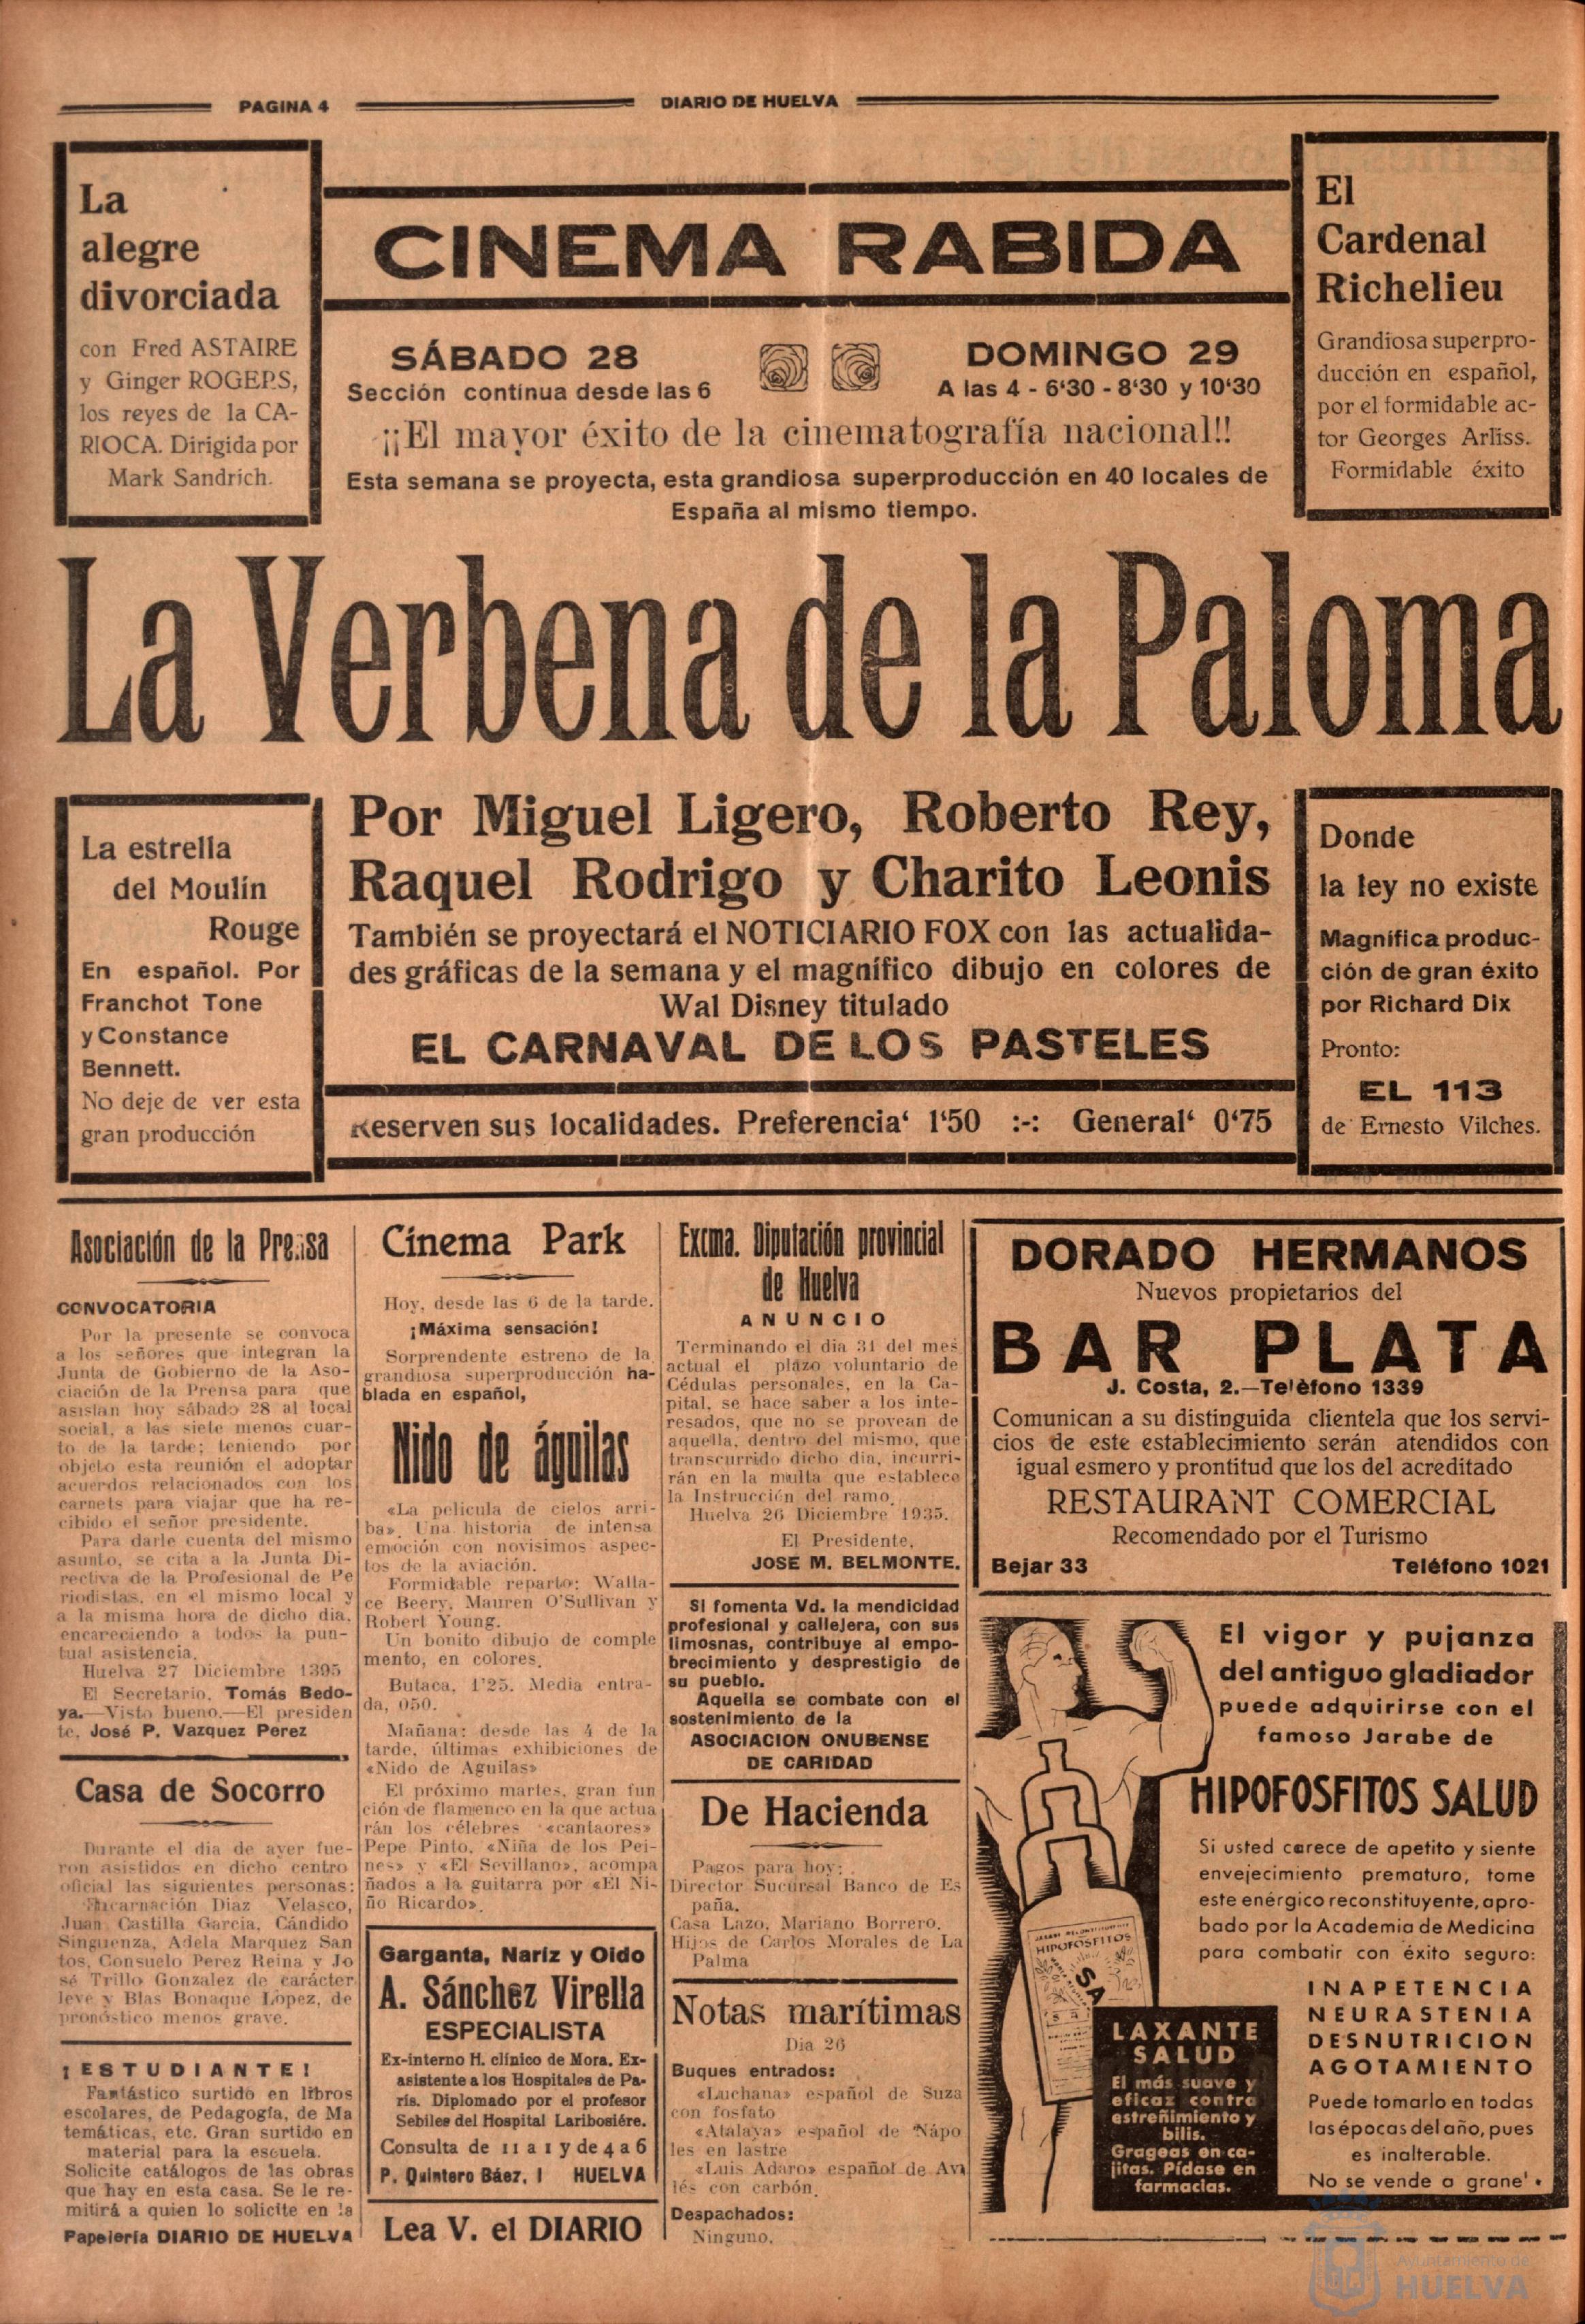 PAGINA 4
DIARIO DE HUELVA
La
alegre
divorciada
con Fred ASTAIRE
y Ginger ROGERS,
los reyes de la CA-
RIOCA. Dirigida por
Mark Sandrich.
CINEMA RABIDA
SÁBADO 28
Sección contínua desde las 6
DOMINGO 29
A las 4 - 6‘30 - 8‘30 y 10‘30
¡¡El mayor éxito de la cinematografía nacional!!
Esta semana se proyecta, esta grandiosa superproducción en 40 locales de
España al mismo tiempo.
El
Cardenal
Richelieu
Grandiosa superpro-
ducción en español,
por el formidable ac-
tor Georges Arliss.
Formidable éxito
La Verbena de la Paloma
La estrella
del Moulín
Rouge
En español. Por
Franchot Tone
y Constance
Bennett.
No deje de ver esta
gran producción
Por Miguel Ligero, Roberto Rey,
Raquel Rodrigo y Charito Leonis
También se proyectará el NOTICIARIO FOX con las actualida-
des gráficas de la semana y el magnífico dibujo en colores de
Wal Disney titulado
EL CARNAVAL DE LOS PASTELES
Reserven sus localidades. Preferencia‘ 1‘50 :-: General‘ 0‘75
Donde
la ley no existe
Magnífica produc-
ción de gran éxito
por Richard Dix
Pronto:
EL 113
de Ernesto Vilches.
Asociación de la Prensa
CONVOCATORIA
Por la presente se convoca
a los señores que integran la
Junta de Gobierno de la Aso-
ciación de la Prensa para que
asistan hoy sábado 28 al local
social, a las siete menos cuar-
to de la tarde; teniendo por
objeto esta reunión el adoptar
acuerdos relacionados con los
carnets para viajar que ha re-
cibido el señor presidente.
Para darle cuenta del mismo
asunto, se cita a la Junta Di-
rectiva de la Profesional de Pe
riodistas, en el mismo local y
a la misma hora de dicho dia,
encareciendo a todos la pun-
tual asistencia.
Huelva 27 Diciembre 1395
El Secretario, Tomás Bedo-
ya.—Visto bueno.—El presiden
te, José P. Vazquez Perez
Casa de Socorro
Durante el dia de ayer fue-
ron asistidos en dicho centro
oficial las siguientes personas:
Encarnación Diaz Velasco,
Juan Castilla Garcia, Cándido
Singuenza, Adela Marquez San
tos, Consuelo Perez Reina y Jo
sé Trillo Gonzalez de carácter
leve y Blas Bonaque Lopez, de
pronóstico menos grave.
¡ESTUDIANTE!
Fantástico surtido en libros
escolares, de Pedagogía, de Ma
temáticas, etc. Gran surtido en
material para la escuela.
Solicite catálogos de las obras
que hay en esta casa. Se le re-
mitirá a quien lo solicite en la
Papelería DIARIO DE HUELVA
Cinema Park
Hoy, desde las 6 de la tarde.
¡Máxima sensación!
Sorprendente estreno de la
grandiosa superproducción ha-
blada en español,
Nido de águilas
«La pelicula de cielos arri-
ba». Una historia de intensa
emoción con novisimos aspec-
tos de la aviación.
Formidable reparto: Walla-
ce Beery, Mauren O'Sullivan y
Robert Young.
Un bonito dibujo de comple
mento, en colores.
Butaca, 1'25. Media entra-
da, 050.
Mañana: desde las 4 de la
tarde, últimas exhibiciones de
«Nido de Aguilas»
El próximo martes, gran fun
ción de flamenco en la que actua
rán los célebres «cantaores»
Pepe Pinto, «Niña de los Pei-
nes» y «El Sevillano», acompa
ñados a la guitarra por «El Ni-
ño Ricardo».
Garganta, Naríz y Oido
A. Sánchez Virella
ESPECIALISTA
Ex-interno H. clínico de Mora. Ex-
asistente a los Hospitales de Pa-
rís. Diplomado por el profesor
Sebiles del Hospital Laribosiére.
Consulta de 11 a 1 y de 4 a 6
P. Quintero Báez, 1 HUELVA
Lea V. el DIARIO
Excma. Diputación provincial
de Huelva
ANUNCIO
Terminando el dia 31 del mes
actual el plazo voluntario de
Cédulas personales, en la Ca-
pital, se hace saber a los inte-
resados, que no se provean de
aquella, dentro del mismo, que
transcurrido dicho dia, incurri-
rán en la multa que establece
la Instrucción del ramo.
Huelva 26 Diciembre 1935.
El Presidente,
JOSE M. BELMONTE.
Si fomenta Vd. la mendicidad
profesional y callejera, con sus
limosnas, contribuye al empo-
brecimiento y desprestigio de
su pueblo.
Aquella se combate con el
sostenimiento de la
ASOCIACION ONUBENSE
DE CARIDAD
De Hacienda
Pagos para hoy:
Director Sucursal Banco de Es
paña.
Casa Lazo, Mariano Borrero,
Hijos de Carlos Morales de La
Palma
Notas marítimas
Dia 26
Buques entrados:
«Luchana» español de Suza
con fosfato
«Atalaya» español de Nápo
les en lastre
«Luis Adaro» español de Avi
lés con carbón.
Despachados:
Ninguno.
DORADO HERMANOS
Nuevos propietarios del
BAR PLATA
J. Costa, 2.—Teléfono 1339
Comunican a su distinguida clientela que los servi-
cios de este establecimiento serán atendidos con
igual esmero y prontitud que los del acreditado
RESTAURANT COMERCIAL
Recomendado por el Turismo
Bejar 33 Teléfono 1021
El vigor y pujanza
del antiguo gladiador
puede adquirirse con el
famoso Jarabe de
HIPOFOSFITOS SALUD
Si usted carece de apetito y siente
envejecimiento prematuro, tome
este enérgico reconstituyente, apro-
bado por la Academia de Medicina
para combatir con éxito seguro:
INAPETENCIA
NEURASTENIA
DESNUTRICION
AGOTAMIENTO
Puede tomarlo en todas
las épocas del año, pues
es inalterable.
No se vende a granel.
HIPOFOSFITOS
SA
LAXANTE
SALUD
El más suave y
eficaz contra
estreñimiento y
bilis.
Grageas en ca-
jitas. Pídase en
farmacias.
Ayuntamiento de
HUELVA